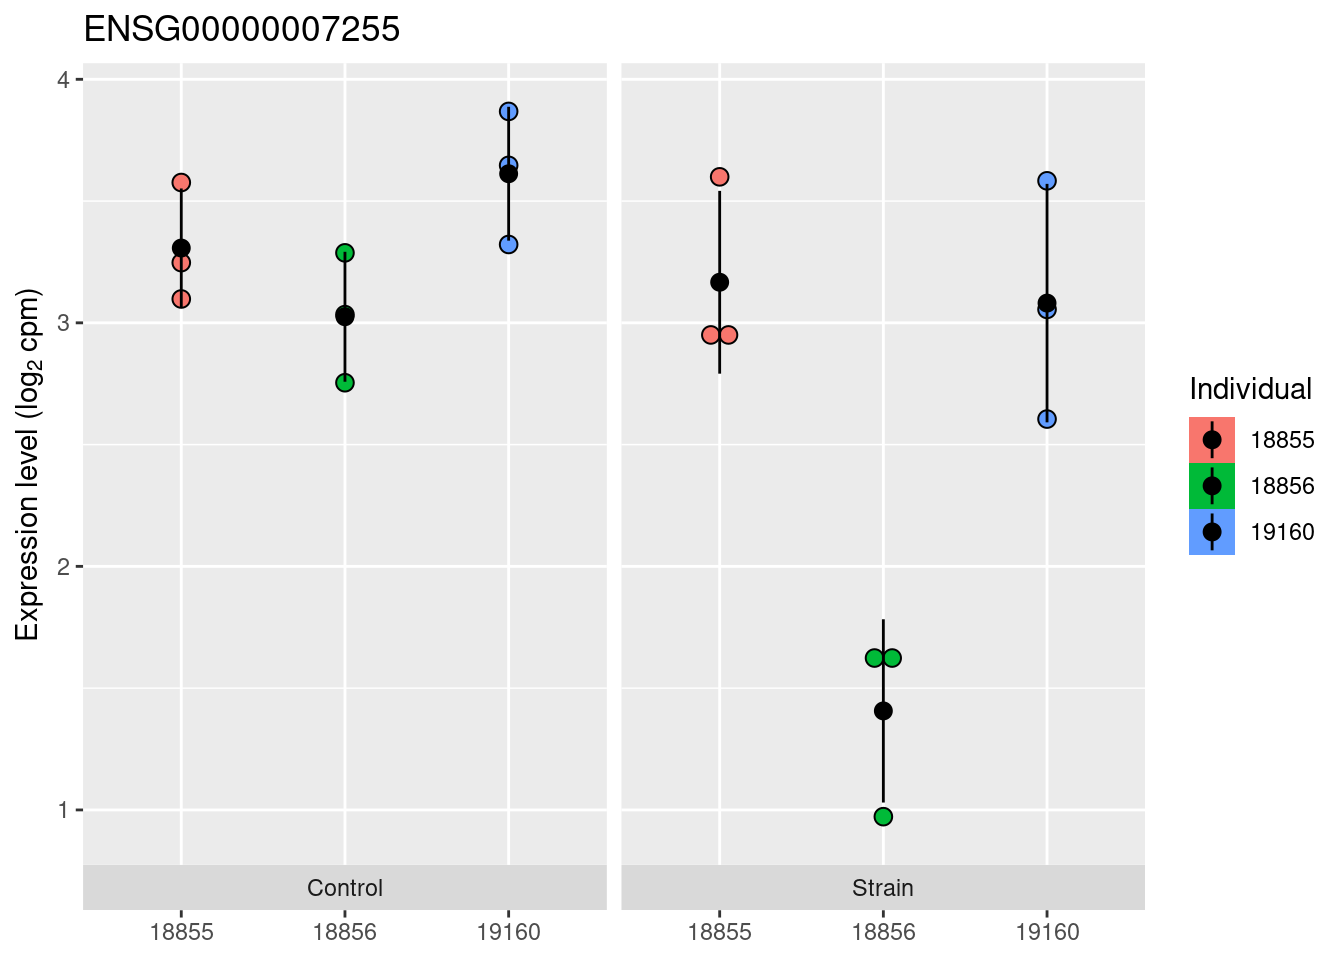 ENSG00000007255
Expression level (log₂ cpm)
4
3
2
1
Control
Strain
18855
18856
19160
18855
18856
19160
Individual
18855
18856
19160